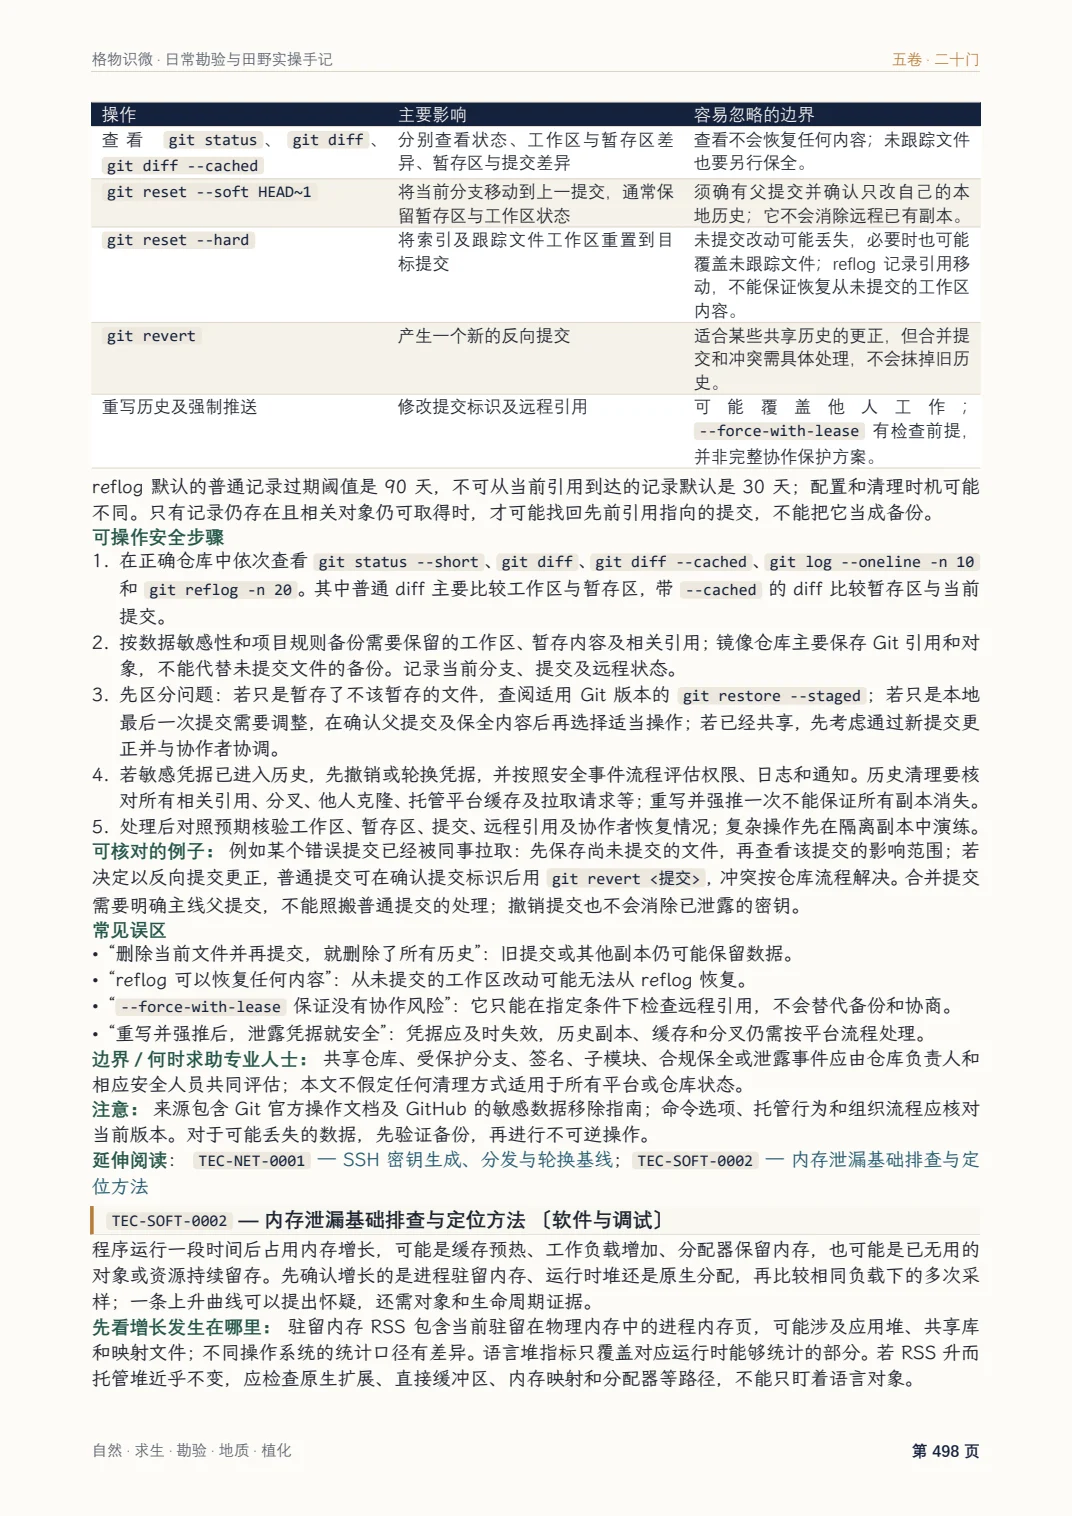 格物识微 · 日常勘验与田野实操手记
五卷 · 二十门
操作 主要影响 容易忽略的边界
查看 git status、 git diff、
git diff --cached
分别查看状态、工作区与暂存区差
异、暂存区与提交差异
查看不会恢复任何内容；未跟踪文件
也要另行保全。
git reset --soft HEAD~1
将当前分支移动到上一提交，通常保
留暂存区与工作区状态
须确有父提交并确认只改自己的本
地历史；它不会消除远程已有副本。
git reset --hard
将索引及跟踪文件工作区重置到目
标提交
未提交改动可能丢失，必要时也可能
覆盖未跟踪文件；reflog 记录引用移
动，不能保证恢复从未提交的工作区
内容。
git revert
产生一个新的反向提交
适合某些共享历史的更正，但合并提
交和冲突需具体处理，不会抹掉旧历
史。
重写历史及强制推送
修改提交标识及远程引用
可能覆盖他人工作；
--force-with-lease 有检查前提，
并非完整协作保护方案。
reflog 默认的普通记录过期阈值是 90 天，不可从当前引用到达的记录默认是 30 天；配置和清理时机可能
不同。只有记录仍存在且相关对象仍可取得时，才可能找回先前引用指向的提交，不能把它当成备份。
可操作安全步骤
1. 在正确仓库中依次查看 git status --short、git diff、git diff --cached、git log --oneline -n 10
和 git reflog -n 20。其中普通 diff 主要比较工作区与暂存区，带 --cached 的 diff 比较暂存区与当前
提交。
2. 按数据敏感性和项目规则备份需要保留的工作区、暂存内容及相关引用；镜像仓库主要保存 Git 引用和对
象，不能代替未提交文件的备份。记录当前分支、提交及远程状态。
3. 先区分问题：若只是暂存了不该暂存的文件，查阅适用 Git 版本的 git restore --staged；若只是本地
最后一次提交需要调整，在确认父提交及保全内容后再选择适当操作；若已经共享，先考虑通过新提交更
正并与协作者协调。
4. 若敏感凭据已进入历史，先撤销或轮换凭据，并按照安全事件流程评估权限、日志和通知。历史清理要核
对所有相关引用、分叉、他人克隆、托管平台缓存及拉取请求等；重写并强推一次不能保证所有副本消失。
5. 处理后对照预期核验工作区、暂存区、提交、远程引用及协作者恢复情况；复杂操作先在隔离副本中演练。
可核对的例子： 例如某个错误提交已经被同事拉取：先保存尚未提交的文件，再查看该提交的影响范围；若
决定以反向提交更正，普通提交可在确认提交标识后用 git revert <提交>，冲突按仓库流程解决。合并提交
需要明确主线父提交，不能照搬普通提交的处理；撤销提交也不会消除已泄露的密钥。
常见误区
• “删除当前文件并再提交，就删除了所有历史”：旧提交或其他副本仍可能保留数据。
• “reflog 可以恢复任何内容”：从未提交的工作区改动可能无法从 reflog 恢复。
• “--force-with-lease 保证没有协作风险”：它只能在指定条件下检查远程引用，不会替代备份和协商。
• “重写并强推后，泄露凭据就安全”：凭据应及时失效，历史副本、缓存和分叉仍需按平台流程处理。
边界 / 何时求助专业人士： 共享仓库、受保护分支、签名、子模块、合规保全或泄露事件应由仓库负责人和
相应安全人员共同评估；本文不假定任何清理方式适用于所有平台或仓库状态。
注意： 来源包含 Git 官方操作文档及 GitHub 的敏感数据移除指南；命令选项、托管行为和组织流程应核对
当前版本。对于可能丢失的数据，先验证备份，再进行不可逆操作。
延伸阅读： TEC-NET-0001 — SSH 密钥生成、分发与轮换基线； TEC-SOFT-0002 — 内存泄漏基础排查与定
位方法
TEC-SOFT-0002 — 内存泄漏基础排查与定位方法 〔软件与调试〕
程序运行一段时间后占用内存增长，可能是缓存预热、工作负载增加、分配器保留内存，也可能是已无用的
对象或资源持续留存。先确认增长的是进程驻留内存、运行时堆还是原生分配，再比较相同负载下的多次采
样；一条上升曲线可以提出怀疑，还需对象和生命周期证据。
先看增长发生在哪里： 驻留内存 RSS 包含当前驻留在物理内存中的进程内存页，可能涉及应用堆、共享库
和映射文件；不同操作系统的统计口径有差异。语言堆指标只覆盖对应运行时能够统计的部分。若 RSS 升而
托管堆近乎不变，应检查原生扩展、直接缓冲区、内存映射和分配器等路径，不能只盯着语言对象。
自然 · 求生 · 勘验 · 地质 · 植化
第 498 页